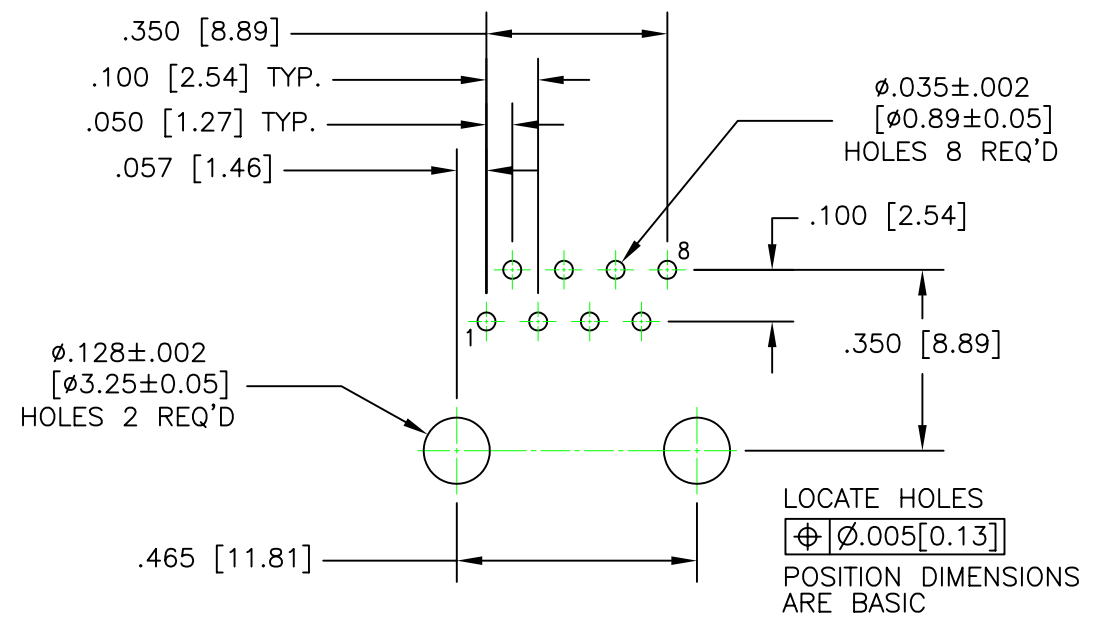 .350 [8.89]
.100 [2.54] TYP.
.050 [1.27] TYP.
.057 [1.46]
ø.035±.002
[ø0.89±0.05]
HOLES 8 REQ'D
.100 [2.54]
8
1
.350 [8.89]
ø.128±.002
[ø3.25±0.05]
HOLES 2 REQ'D
.465 [11.81]
LOCATE HOLES
⌖ Ø.005[0.13]
POSITION DIMENSIONS
ARE BASIC